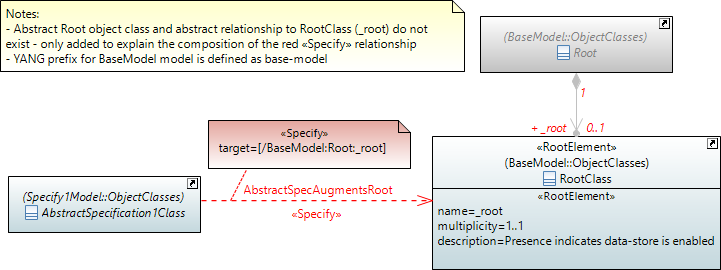 Notes:
- Abstract Root object class and abstract relationship to RootClass (_root) do not
exist - only added to explain the composition of the red «Specify» relationship
- YANG prefix for BaseModel model is defined as base-model
(BaseModel::ObjectClasses)
Root
1
+ _root
0..1
«Specify»
target=[/BaseModel:Root:_root]
«RootElement»
(BaseModel::ObjectClasses)
RootClass
«RootElement»
name=_root
multiplicity=1..1
description=Presence indicates data-store is enabled
(Specify1Model::ObjectClasses)
AbstractSpecification1Class
AbstractSpecAugmentsRoot
«Specify»